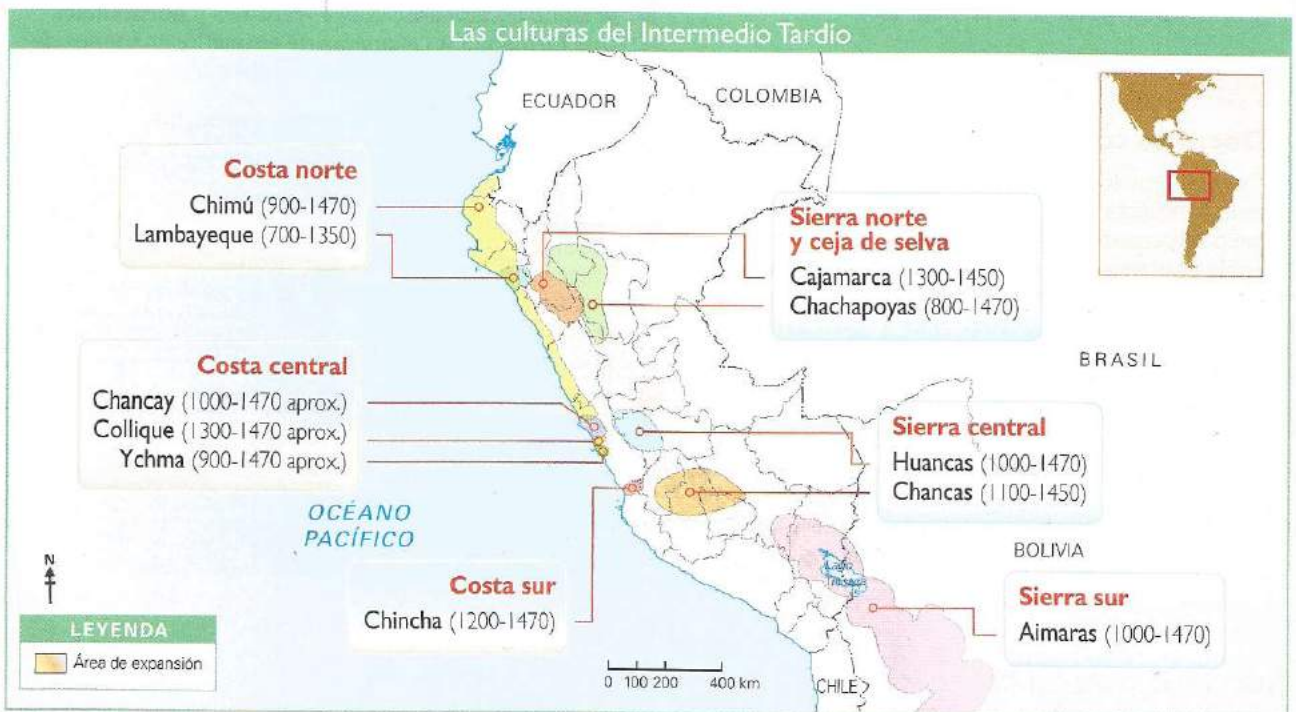 Las culturas del Intermedio Tardío
ECUADOR
COLOMBIA
Costa norte
Chimú (900-1470)
Lambayeque (700-1350)
Sierra norte
y ceja de selva
Cajamarca (1300-1450)
Chachapoyas (800-1470)
BRASIL
Costa central
Chancay (1000-1470 aprox.)
Collique (1300-1470 aprox.)
Ychma (900-1470 aprox.)
Sierra central
Huancas (1000-1470)
Chancas (1100-1450)
OCÉANO
PACÍFICO
BOLIVIA
Lago
Titicaca
N
Costa sur
Chincha (1200-1470)
Sierra sur
Aimaras (1000-1470)
LEYENDA
Área de expansión
0 100 200 400 km
CHILE